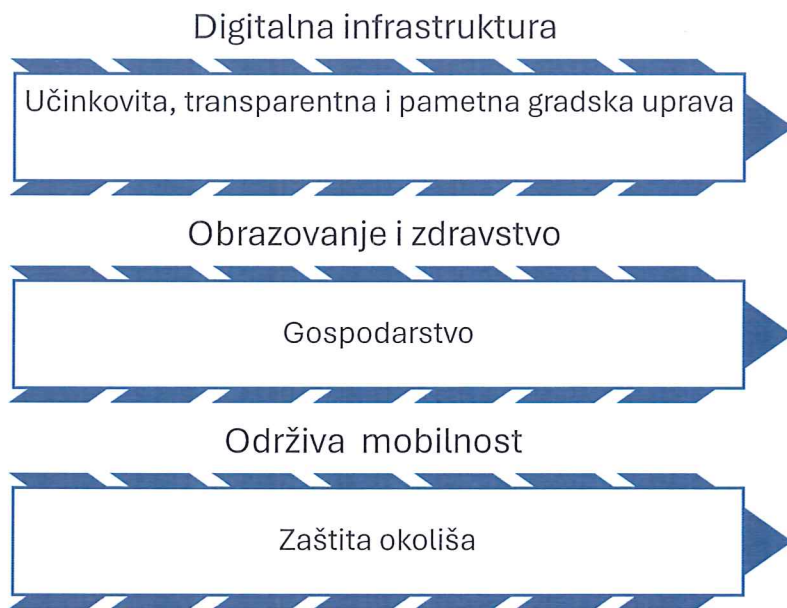 Digitalna infrastruktura
Učinkovita, transparentna i pametna gradska uprava
Obrazovanje i zdravstvo
Gospodarstvo
Održiva mobilnost
Zaštita okoliša